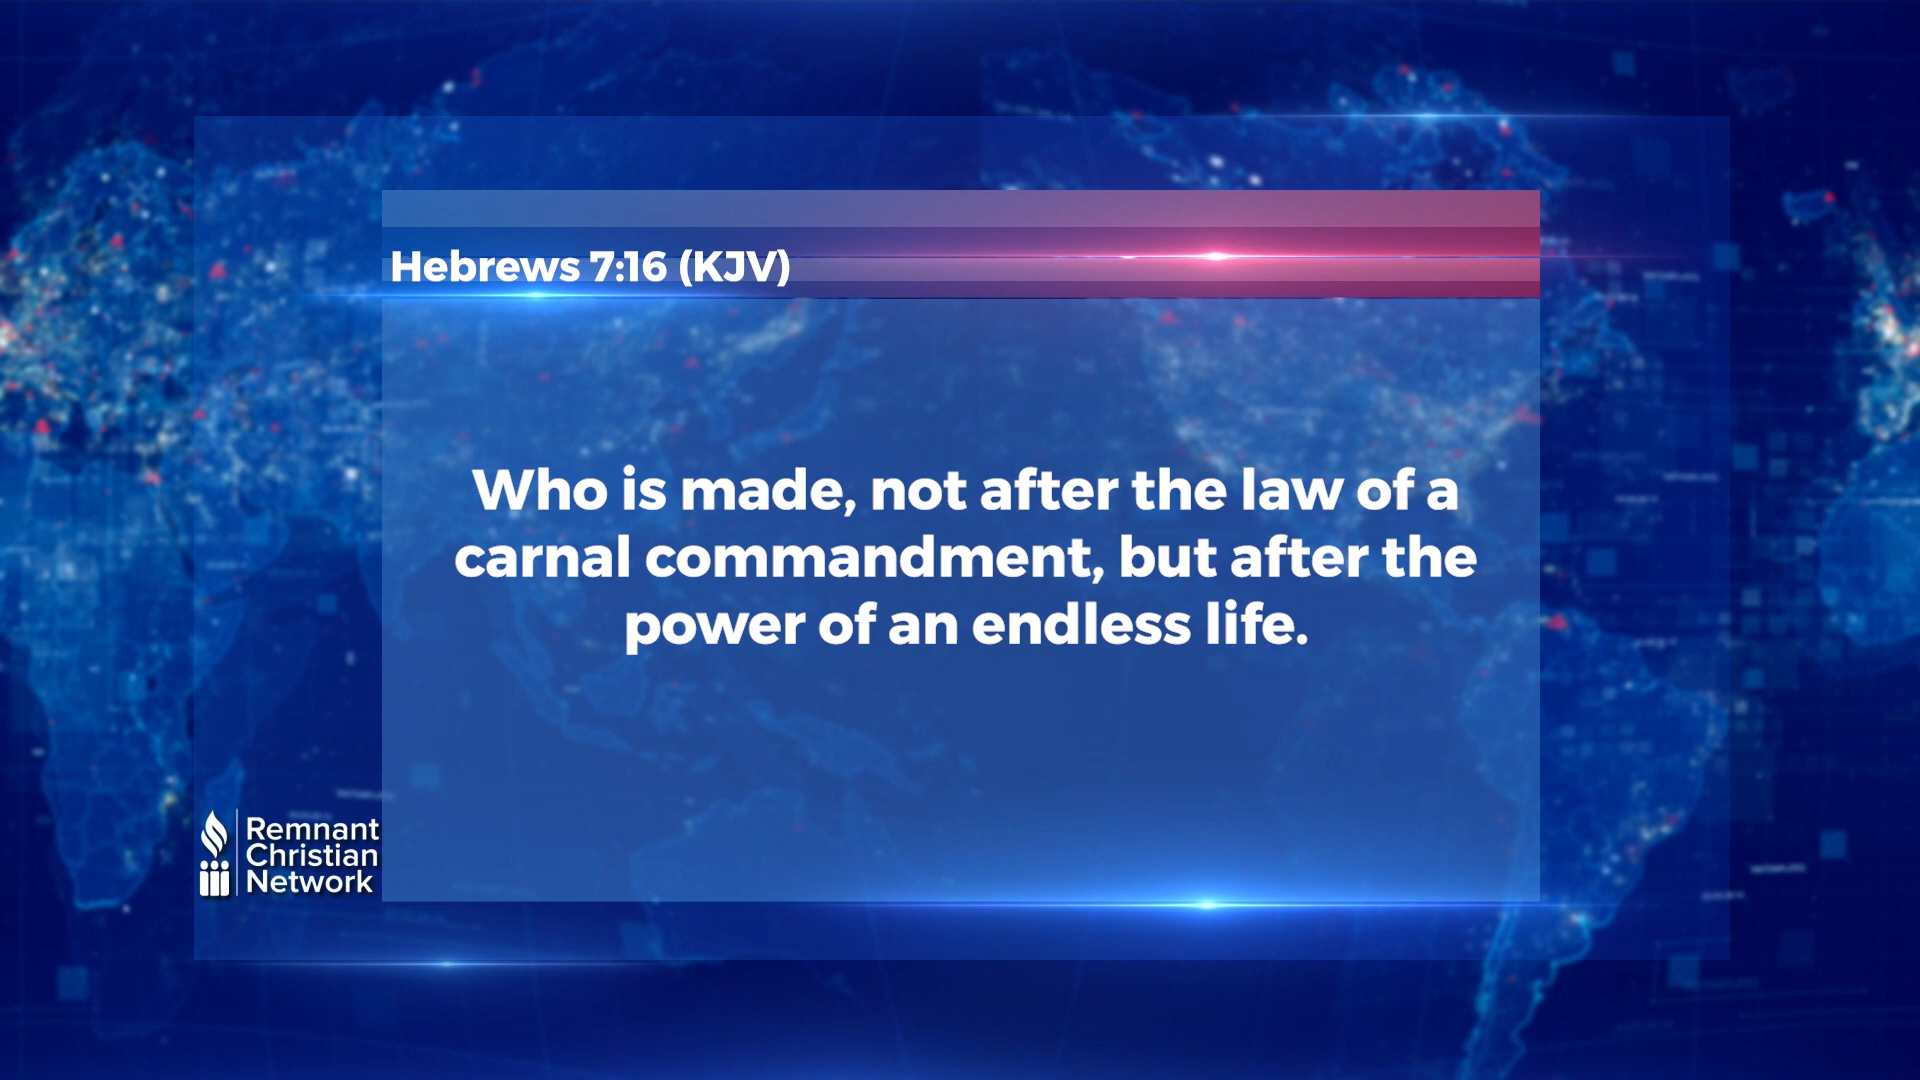 Hebrews 7:16 (KJV)
Who is made, not after the law of a
carnal commandment, but after the
power of an endless life.
Remnant
Christian
Network